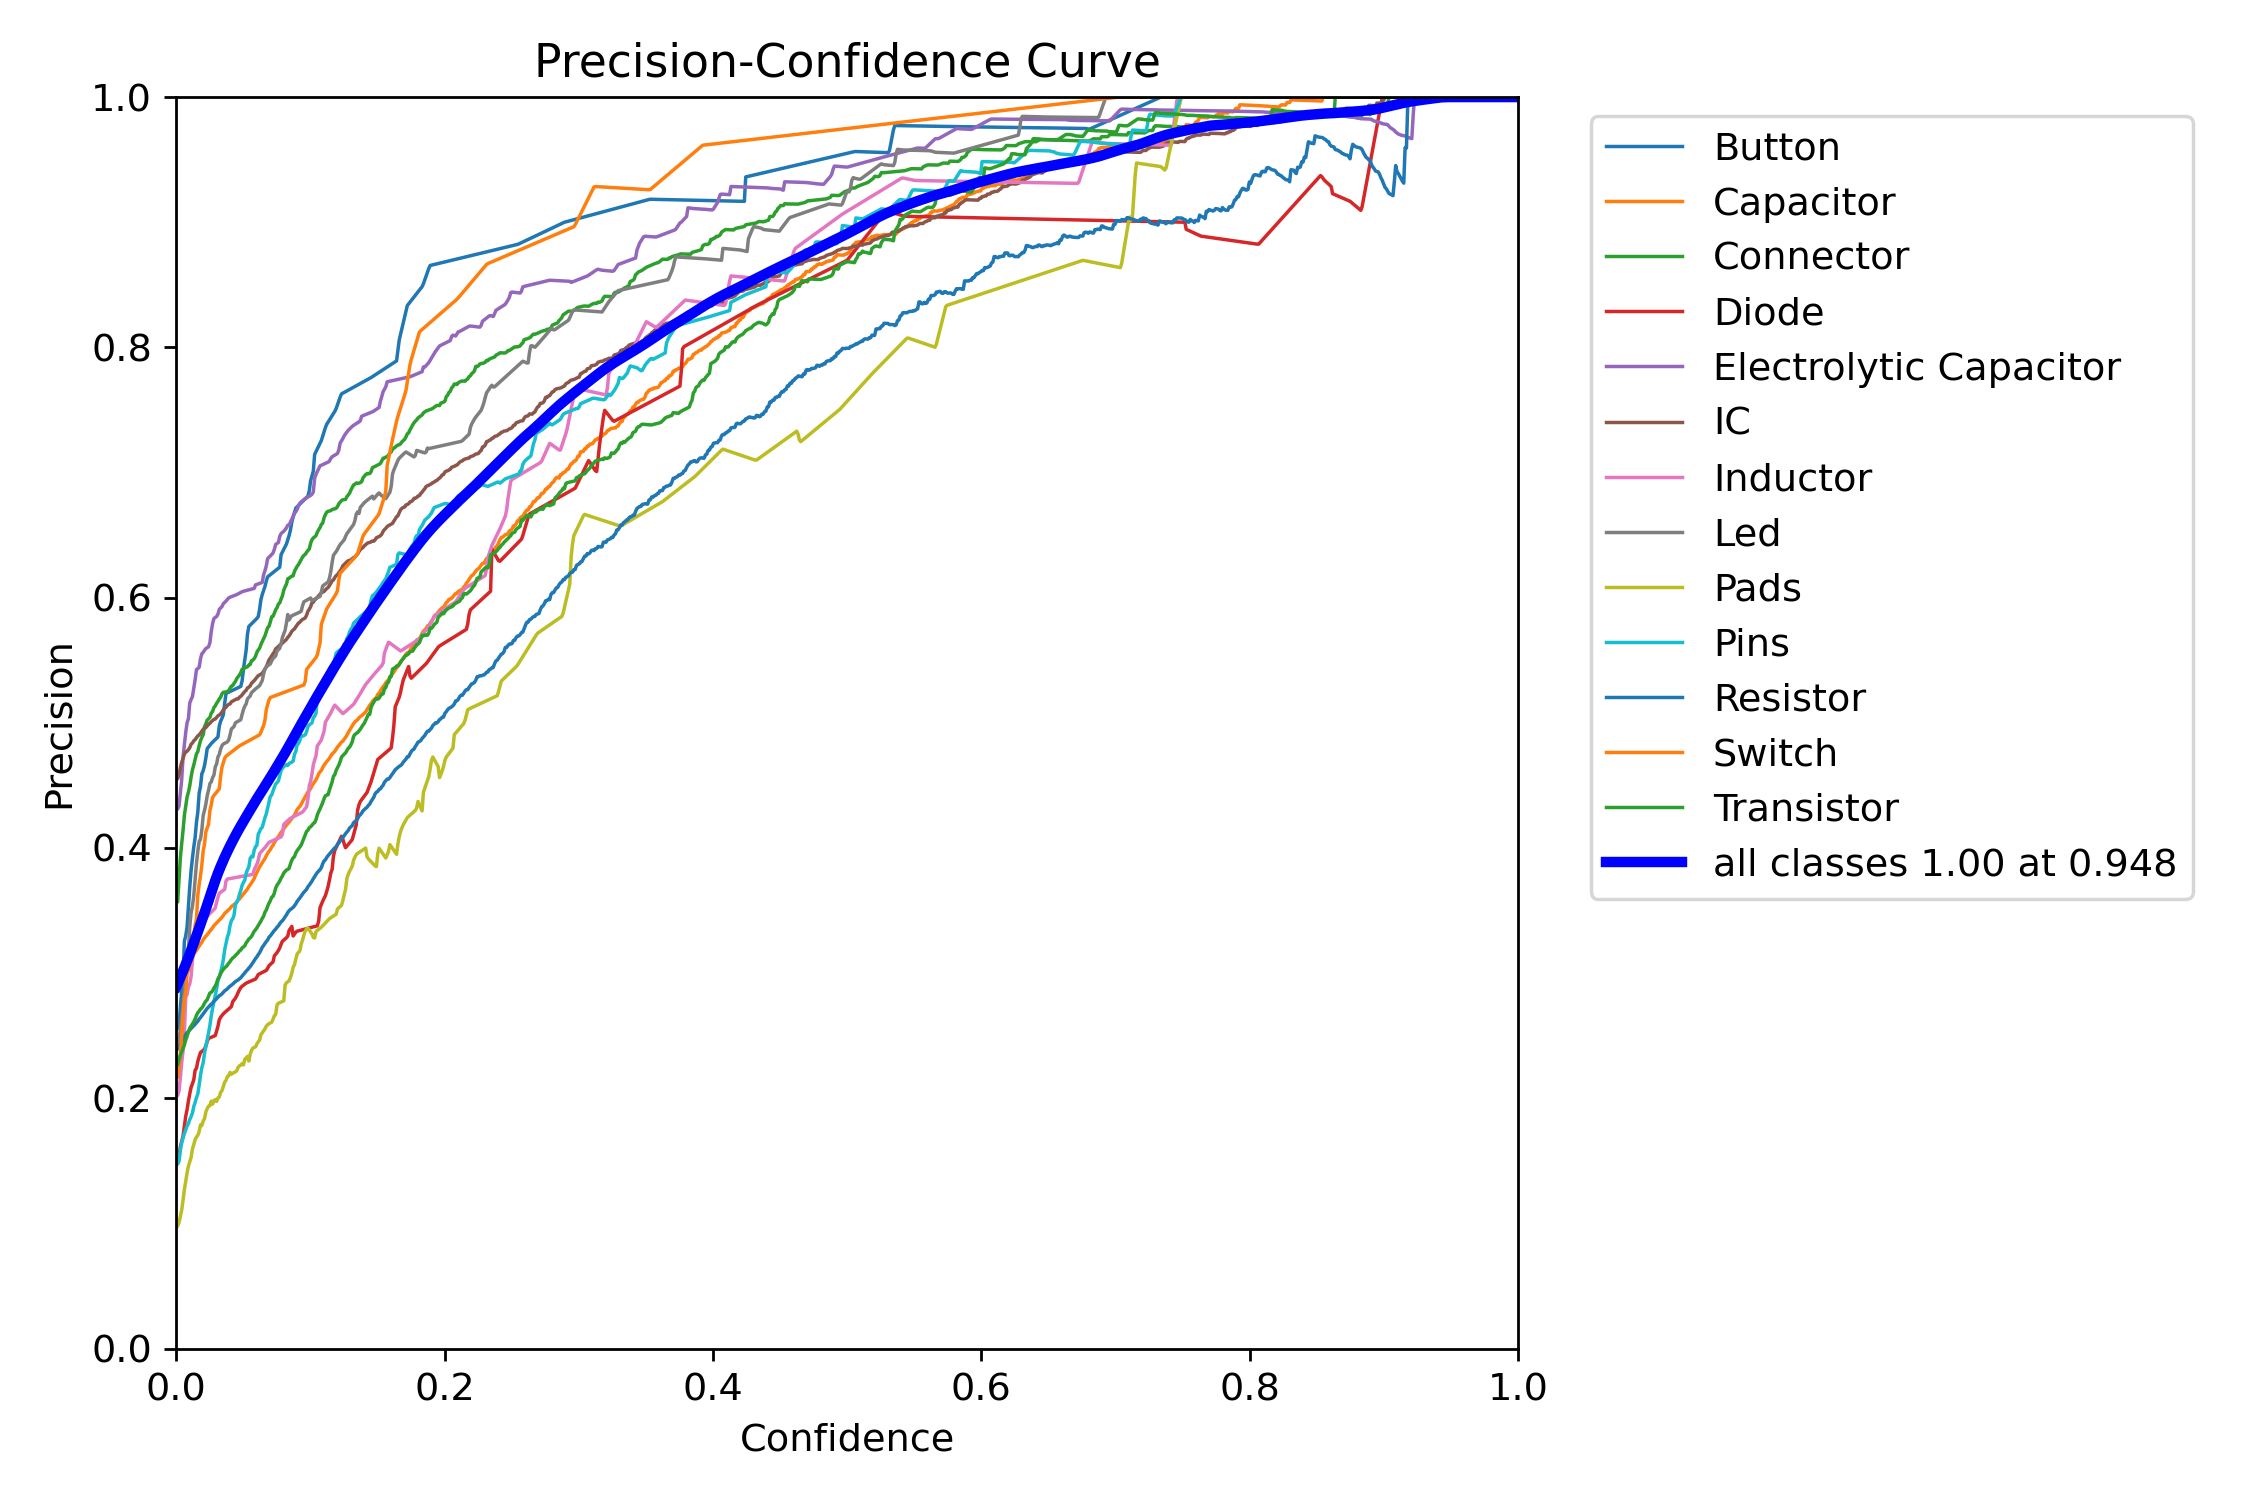 Precision-Confidence Curve
1.0
0.8
0.6
0.4
0.2
0.0
Precision
0.0 0.2 0.4 0.6 0.8 1.0
Confidence
Button
Capacitor
Connector
Diode
Electrolytic Capacitor
IC
Inductor
Led
Pads
Pins
Resistor
Switch
Transistor
all classes 1.00 at 0.948